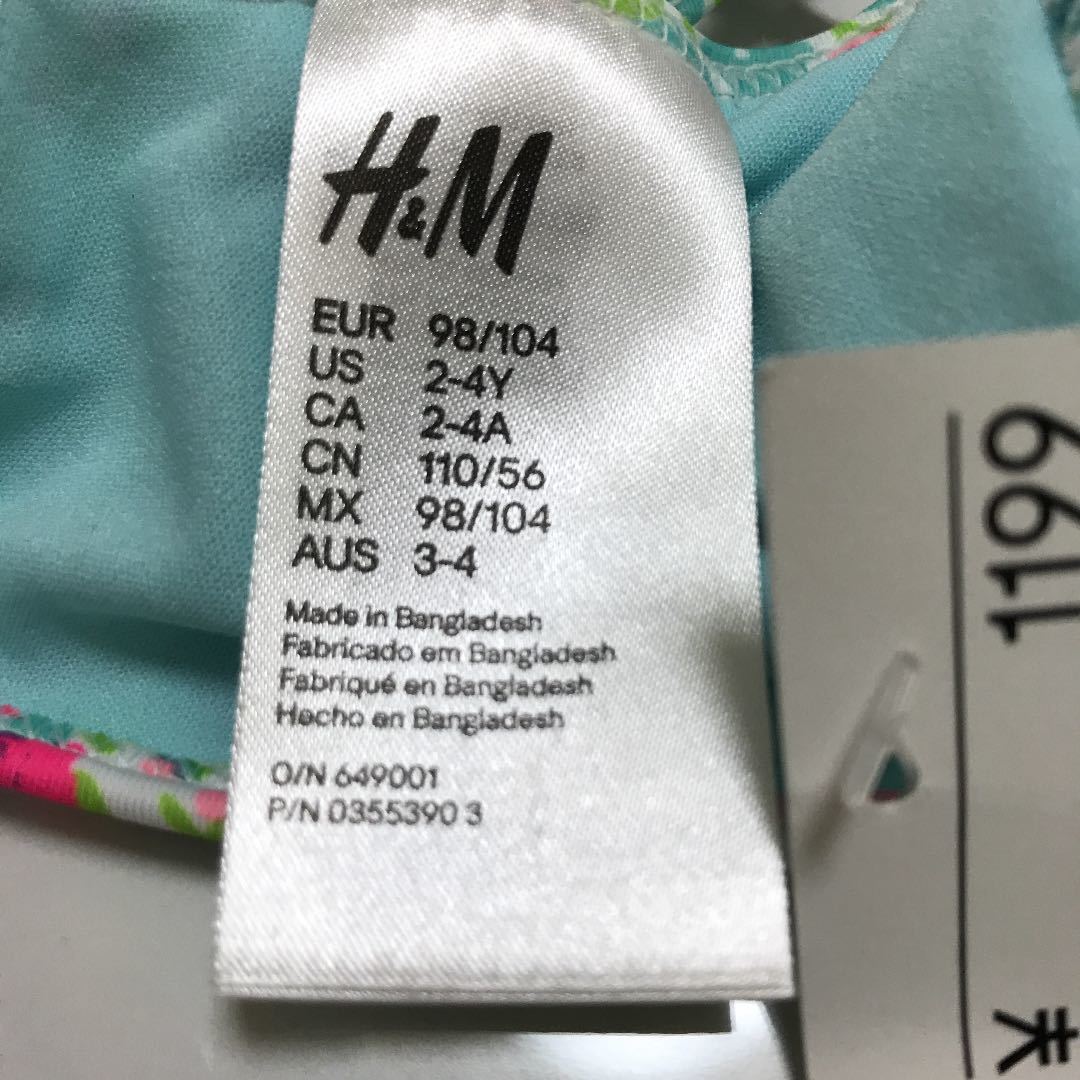 H&M
EUR 98/104
US 2-4Y
CA 2-4A
CN 110/56
MX 98/104
AUS 3-4
Made in Bangladesh
Fabricado em Bangladesh
Fabriqué en Bangladesh
Hecho en Bangladesh
O/N 649001
P/N 0355390 3
¥ 1199